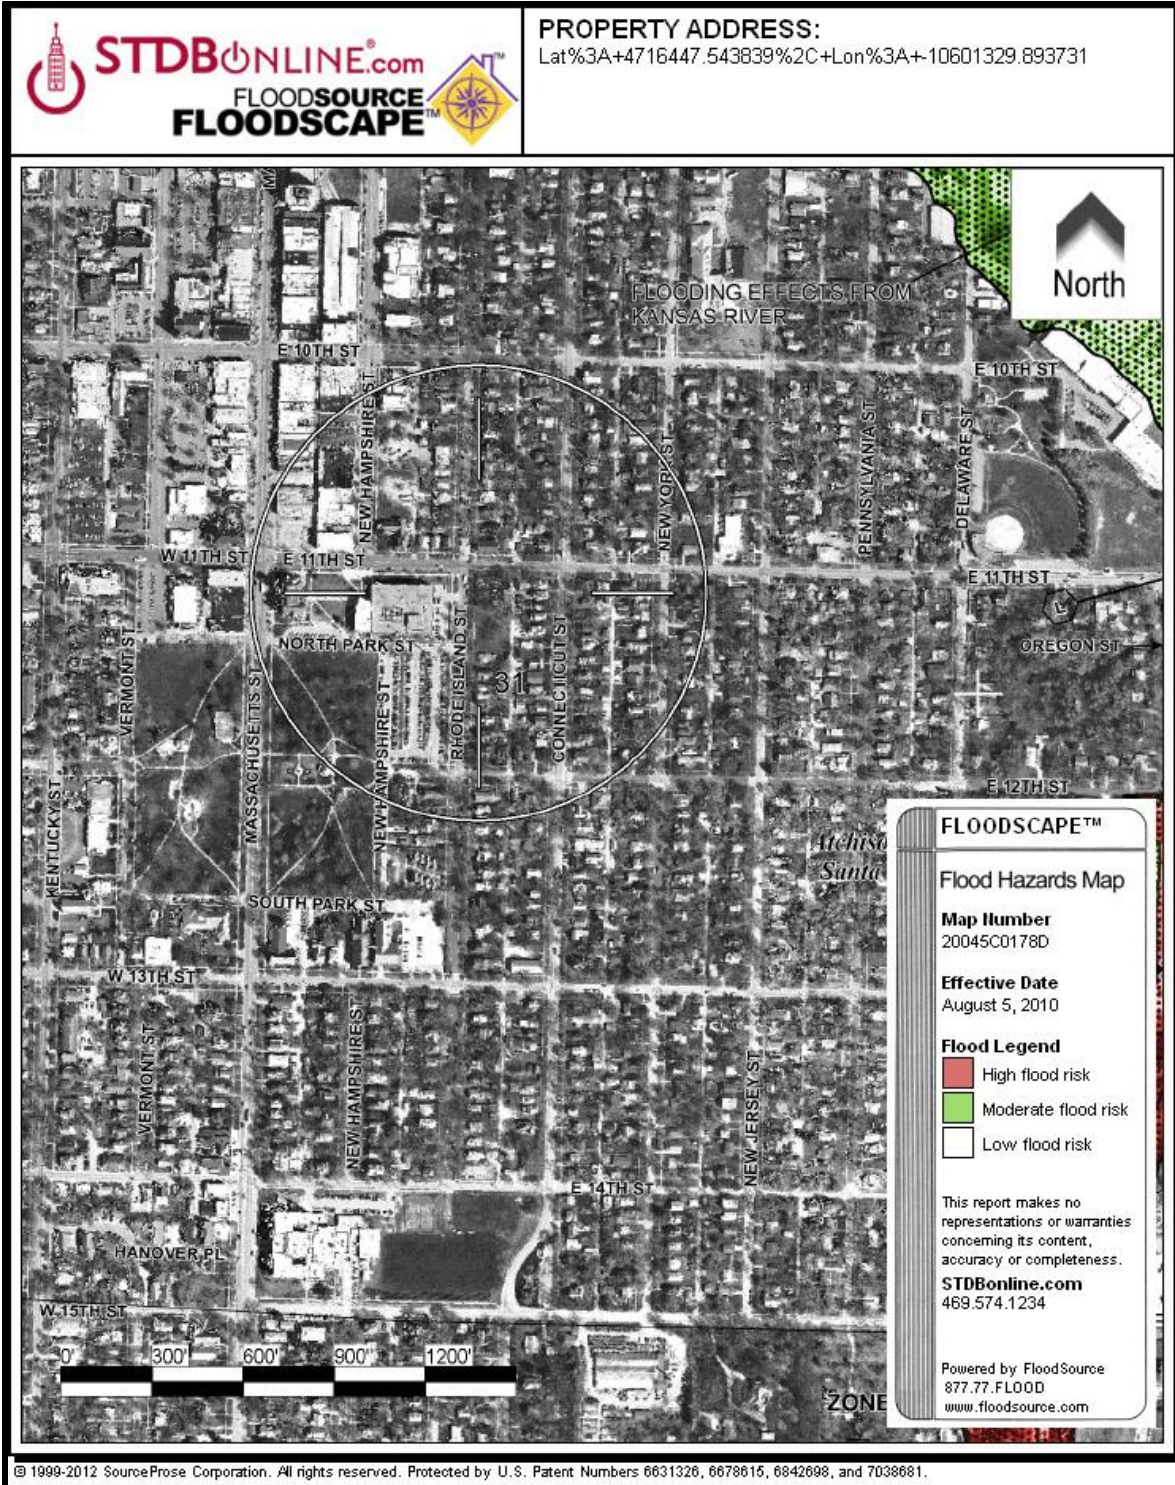 STDBONLINE®.com
FLOODSOURCE
FLOODSCAPE™
PROPERTY ADDRESS:
Lat%3A+4716447.543839%2C+Lon%3A+-10601329.893731
North
FLOODING EFFECTS FROM
KANSAS RIVER
E 10TH ST
E 10TH ST
NEW HAMPSHIRE ST
NEW YORK ST
PENNSYLVANIA ST
DELAWARE ST
W 11TH ST
E 11TH ST
E 11TH ST
L
NORTH PARK ST
OREGON ST
VERMONT ST
MASSACHUSETTS ST
NEW HAMPSHIRE ST
RHODE ISLAND ST
31
CONNECTICUT ST
KENTUCKY ST
E 12TH ST
Santa
SOUTH PARK ST
W 13TH ST
VERMONT ST
NEW HAMPSHIRE ST
NEW JERSEY ST
E 14TH ST
HANOVER PL
W 15TH ST
0' 300' 600' 900' 1200'
ZONE
FLOODSCAPE™
Flood Hazards Map
Map Number
20045C0178D
Effective Date
August 5, 2010
Flood Legend
High flood risk
Moderate flood risk
Low flood risk
This report makes no
representations or warranties
concerning its content,
accuracy or completeness.
STDBonline.com
469.574.1234
Powered by FloodSource
877.77.FLOOD
www.floodsource.com
© 1999-2012 SourceProse Corporation. All rights reserved. Protected by U.S. Patent Numbers 6631326, 6678615, 6842698, and 7038681.